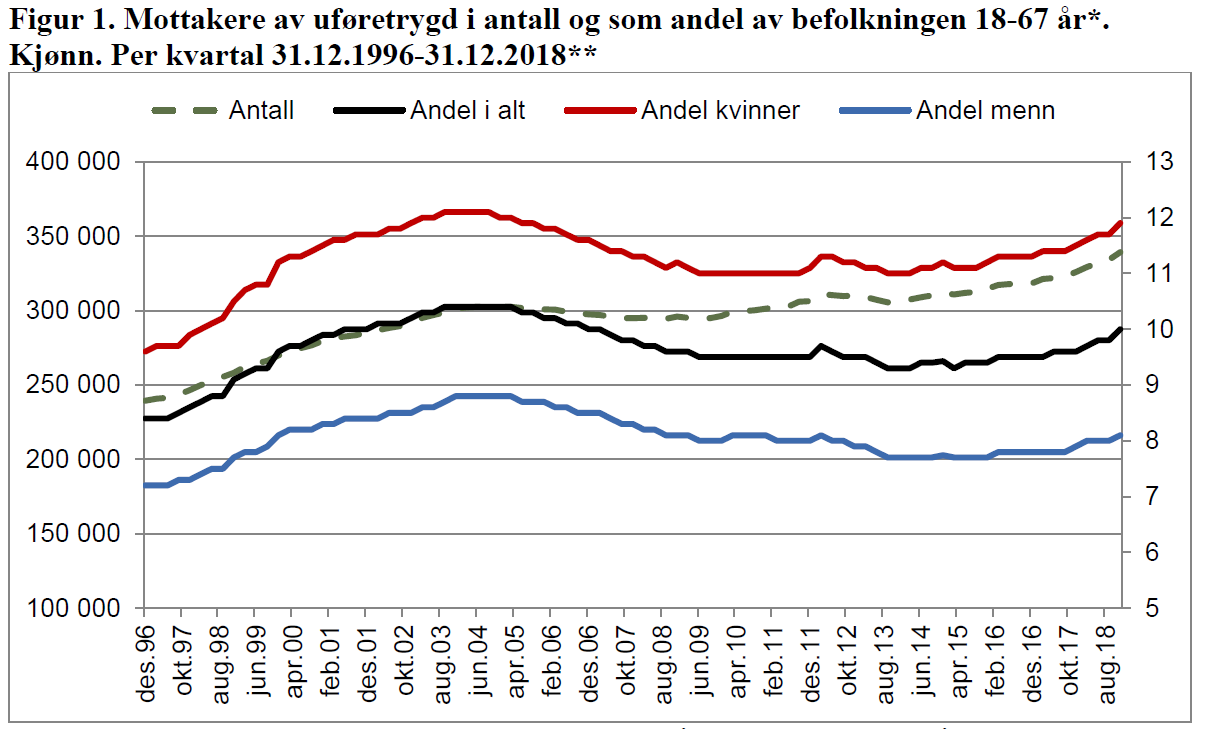 Figur 1. Mottakere av uføretrygd i antall og som andel av befolkningen 18-67 år*.
Kjønn. Per kvartal 31.12.1996-31.12.2018**
Antall Andel i alt Andel kvinner Andel menn
400 000
350 000
300 000
250 000
200 000
150 000
100 000
13
12
11
10
9
8
7
6
5
des.96
okt.97
aug.98
jun.99
apr.00
feb.01
des.01
okt.02
aug.03
jun.04
apr.05
feb.06
des.06
okt.07
aug.08
jun.09
apr.10
feb.11
des.11
okt.12
aug.13
jun.14
apr.15
feb.16
des.16
okt.17
aug.18